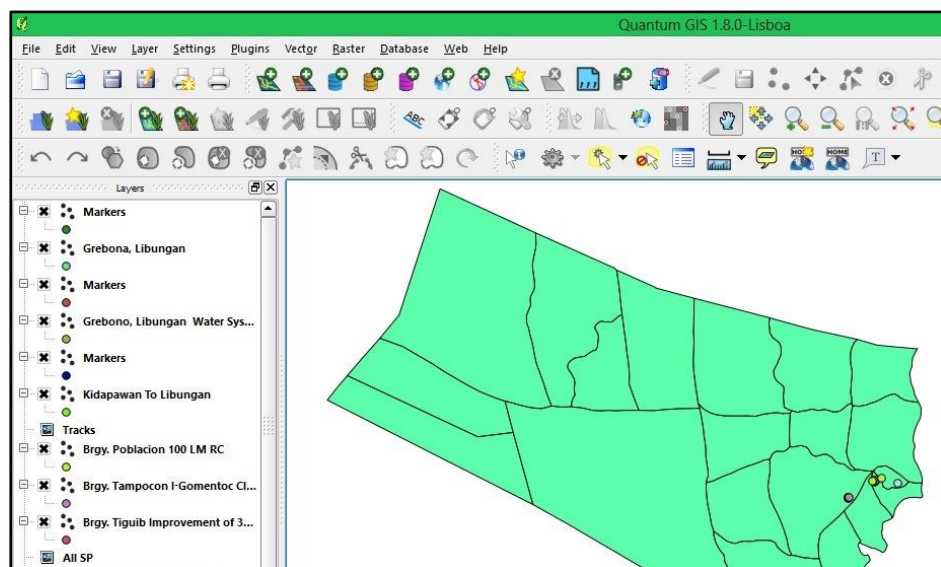 Quantum GIS 1.8.0-Lisboa
File Edit View Layer Settings Plugins Vector Raster Database Web Help
ABC
HOME
T
Layers
Markers
Grebona, Libungan
Markers
Grebono, Libungan Water Sys...
Markers
Kidapawan To Libungan
Tracks
Brgy. Poblacion 100 LM RC
Brgy. Tampocon I-Gomentoc Cl...
Brgy. Tiguib Improvement of 3...
All SP